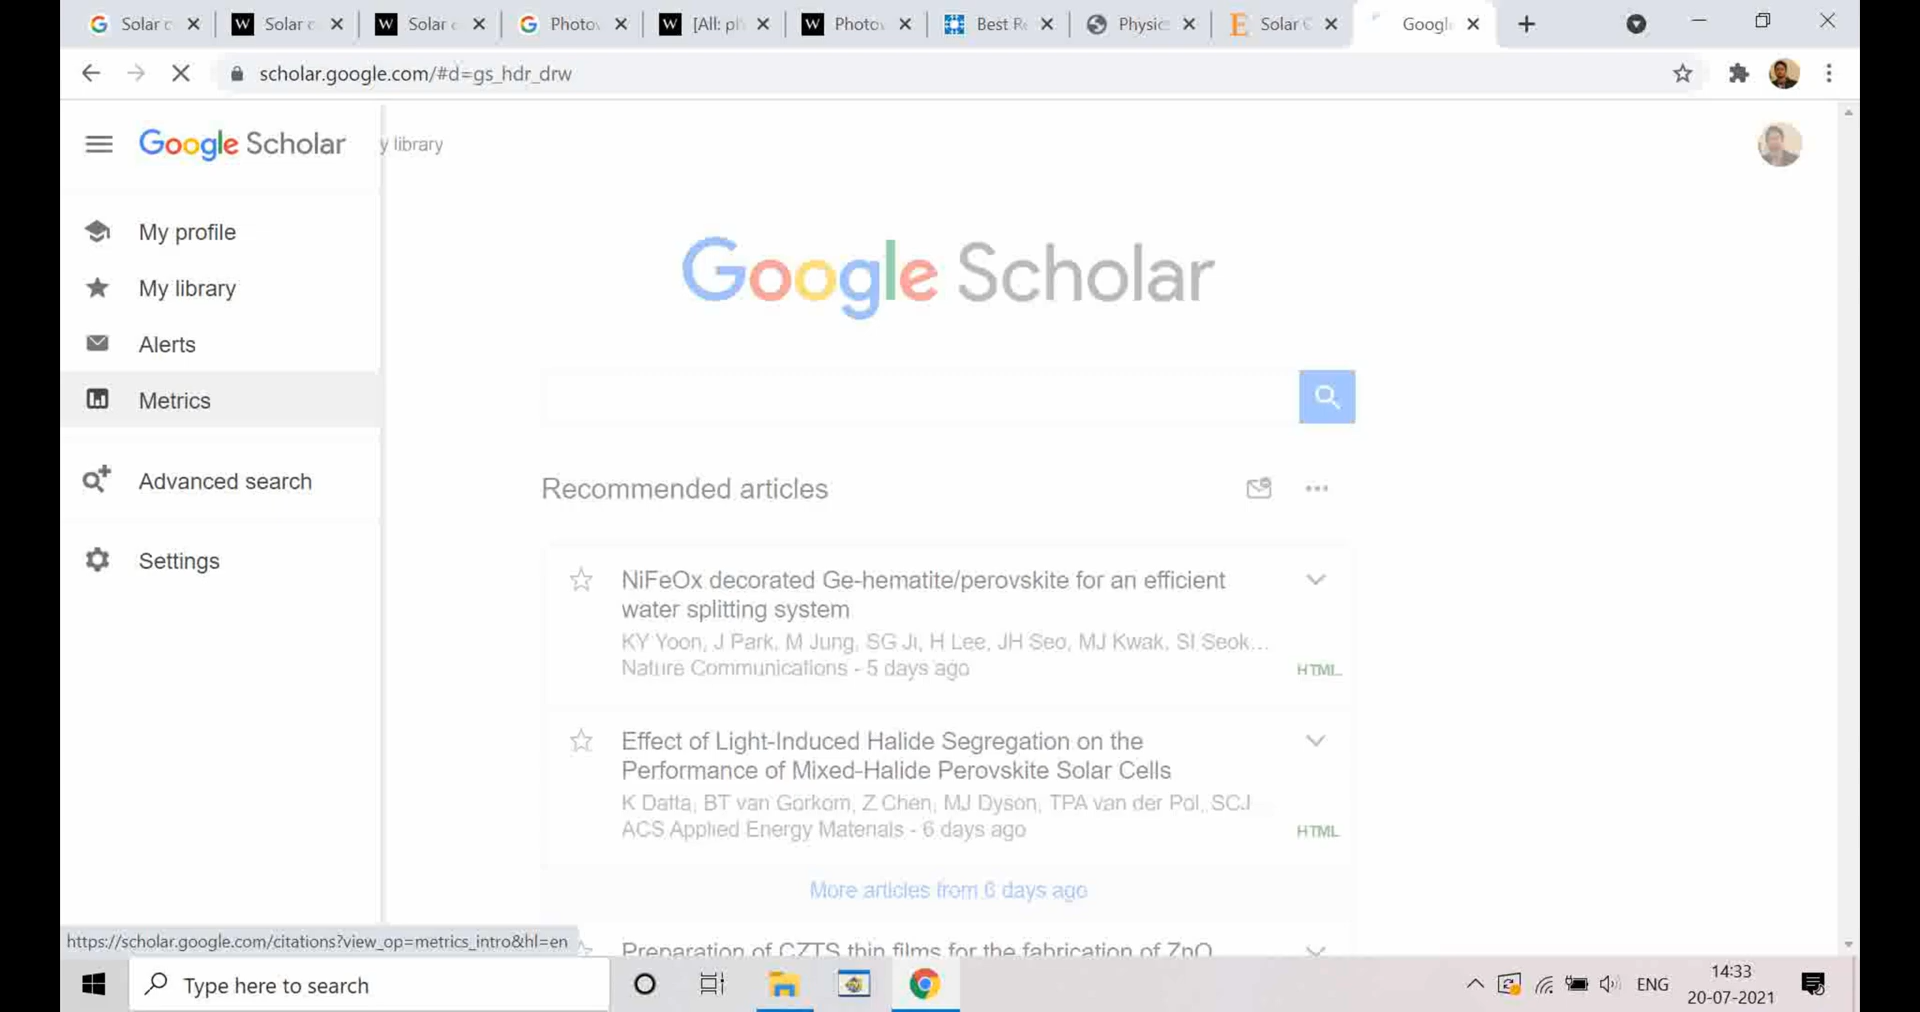 Solar c
Solar c
Solar c
Photov
[All: ph
Photov
Best Re
Physic
Solar C
Googl
scholar.google.com/#d=gs_hdr_drw
Google Scholar
y library
My profile
My library
Alerts
Metrics
Advanced search
Settings
Google Scholar
Recommended articles
NiFeOx decorated Ge-hematite/perovskite for an efficient
water splitting system
KY Yoon, J Park, M Jung, SG Ji, H Lee, JH Seo, MJ Kwak, SI Seok...
Nature Communications - 5 days ago
HTML
Effect of Light-Induced Halide Segregation on the
Performance of Mixed-Halide Perovskite Solar Cells
K Datta, BT van Gorkom, Z Chen, MJ Dyson, TPA van der Pol, SCJ
ACS Applied Energy Materials - 6 days ago
HTML
More articles from 6 days ago
Preparation of CZTS thin films for the fabrication of ZnO
https://scholar.google.com/citations?view_op=metrics_intro&hl=en
Type here to search
ENG
14:33
20-07-2021